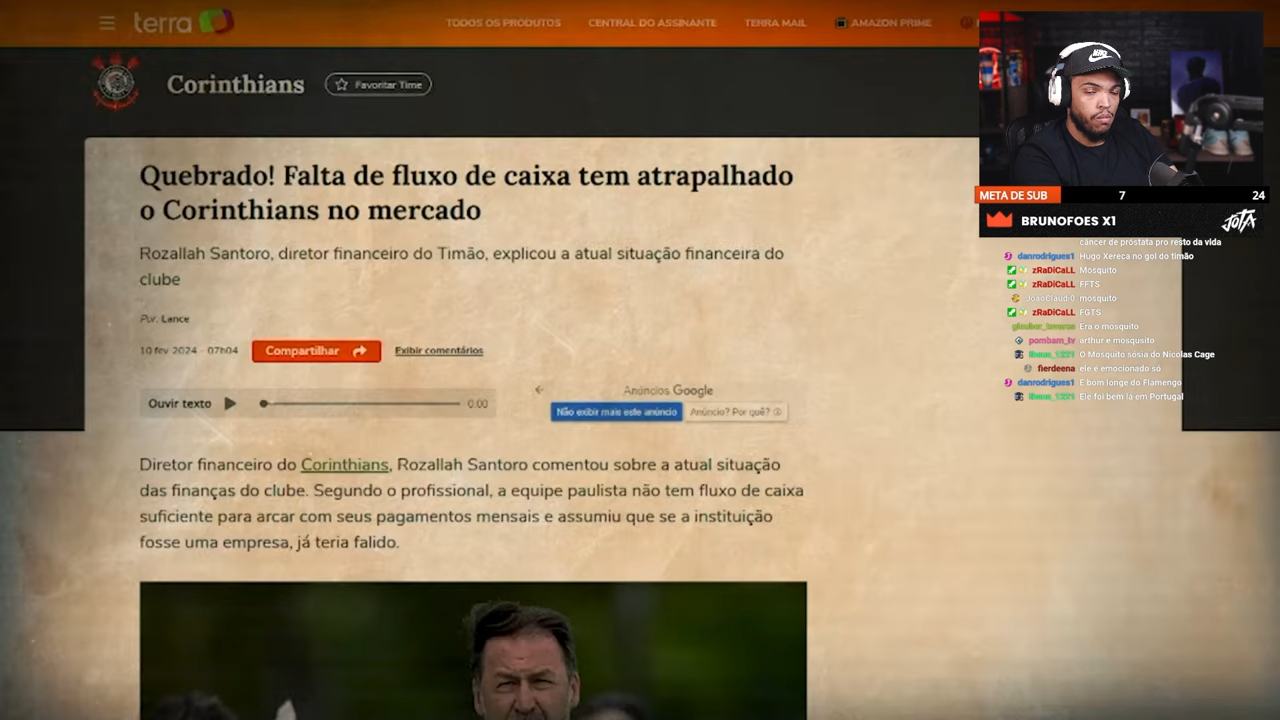 terra
TODOS OS PRODUTOS
CENTRAL DO ASSINANTE
TERRA MAIL
AMAZON PRIME
Corinthians
Favoritar Time
Quebrado! Falta de fluxo de caixa tem atrapalhado
o Corinthians no mercado
Rozallah Santoro, diretor financeiro do Timão, explicou a atual situação financeira do
clube
Por: Lance
10 fev 2024 - 07h04
Compartilhar
Exibir comentários
Ouvir texto
0:00
Anúncios Google
Não exibir mais este anúncio
Anúncio? Por quê?
Diretor financeiro do Corinthians, Rozallah Santoro comentou sobre a atual situação
das finanças do clube. Segundo o profissional, a equipe paulista não tem fluxo de caixa
suficiente para arcar com seus pagamentos mensais e assumiu que se a instituição
fosse uma empresa, já teria falido.
META DE SUB 7 24
BRUNOFOES X1
JOTA
câncer de próstata pro resto da vida
danrodrigues1 Hugo Xereca no gol do timão
zRaDiCaLL Mosquito
zRaDiCaLL FFTS
JoaoClaudi0 mosquito
zRaDiCaLL FGTS
Era o mosquito
pombam_tv arthur e mosqusito
O Mosquito sósia do Nicolas Cage
fierdeena ele é emocionado só
danrodrigues1 E bom longe do Flamengo
Ele foi bem lá em Portugal